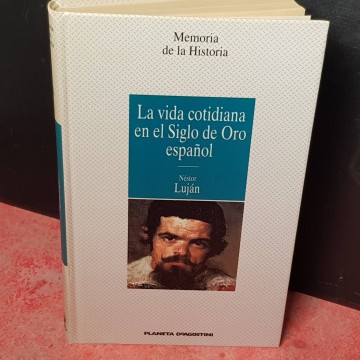 Memoria
de la Historia
La vida cotidiana
en el Siglo de Oro
español
Néstor
Luján
PLANETA DEAGOSTINI